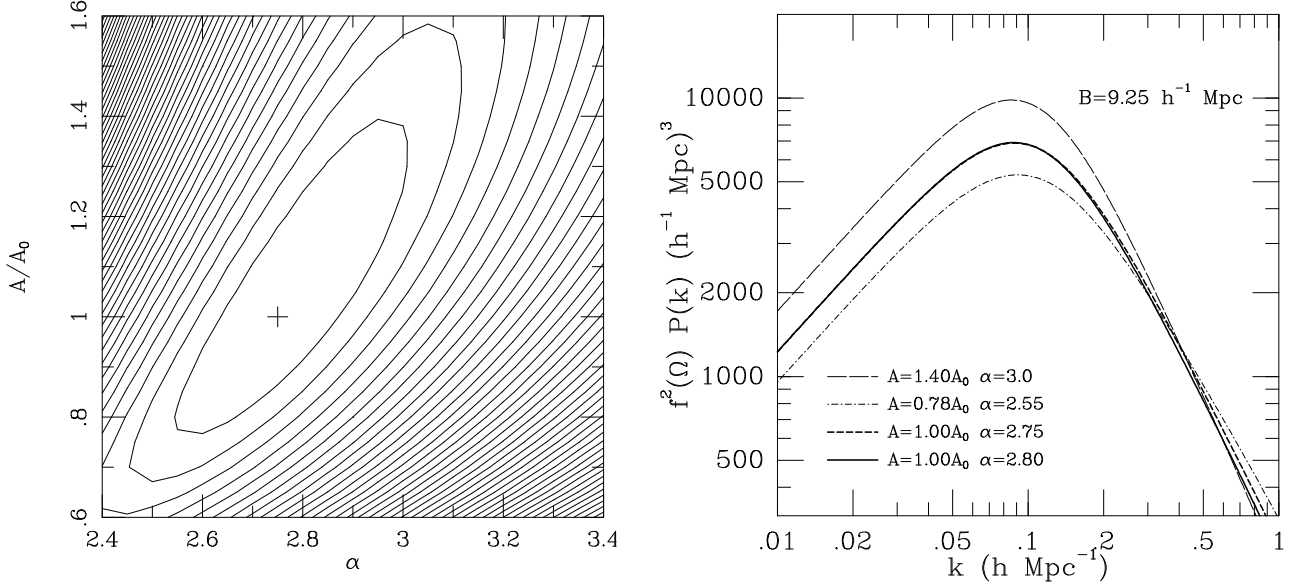 1.6
1.4
1.2
1
.8
.6
A/A₀
2.4 2.6 2.8 3 3.2 3.4
α
f²(Ω) P(k) (h⁻¹ Mpc)³
10000
5000
2000
1000
500
B=9.25 h⁻¹ Mpc
A=1.40A₀ α=3.0
A=0.78A₀ α=2.55
A=1.00A₀ α=2.75
A=1.00A₀ α=2.80
.01 .02 .05 .1 .2 .5 1
k (h Mpc⁻¹)